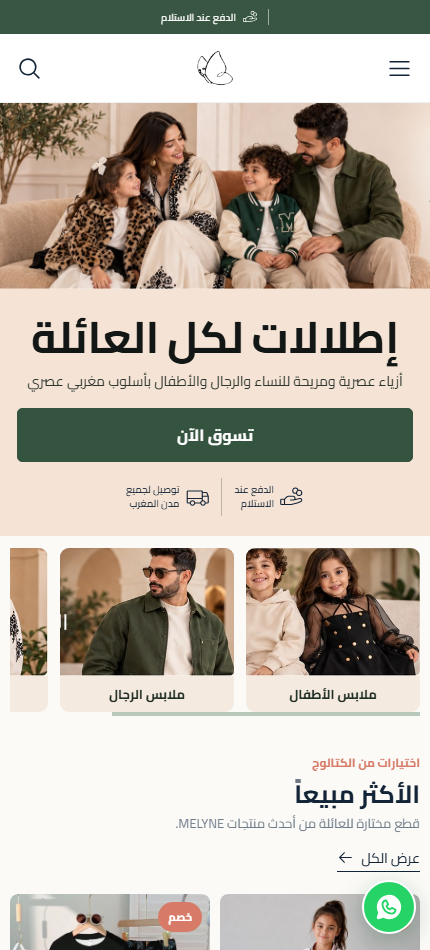 الدفع عند الاستلام
إطلالات لكل العائلة
أزياء عصرية ومريحة للنساء والرجال والأطفال بأسلوب مغربي عصري
تسوق الآن
الدفع عند
الاستلام
توصيل لجميع
مدن المغرب
M
ملابس الأطفال
ملابس الرجال
اختيارات من الكتالوج
الأكثر مبيعاً
قطع مختارة للعائلة من أحدث منتجات MELYNE.
عرض الكل
خصم